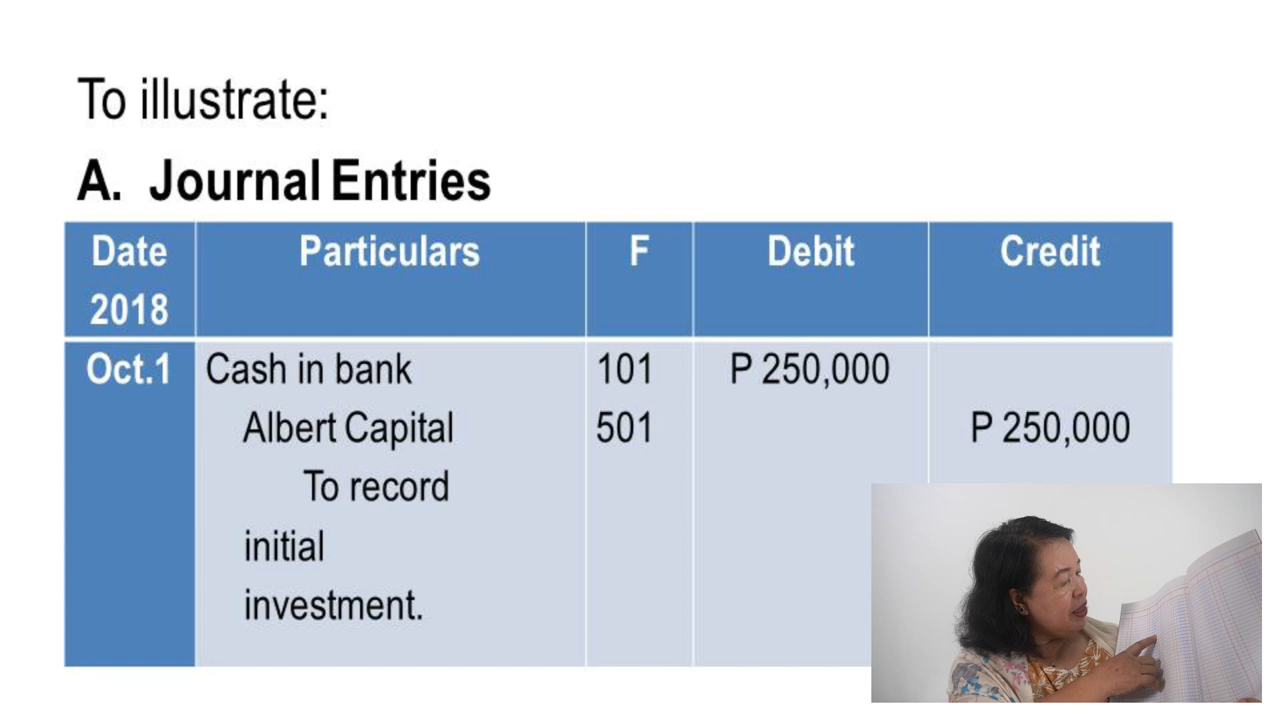 To illustrate:
A. Journal Entries
Date 2018 Particulars F Debit Credit
Oct.1 Cash in bank 101 P 250,000
Albert Capital 501 P 250,000
To record
initial
investment.